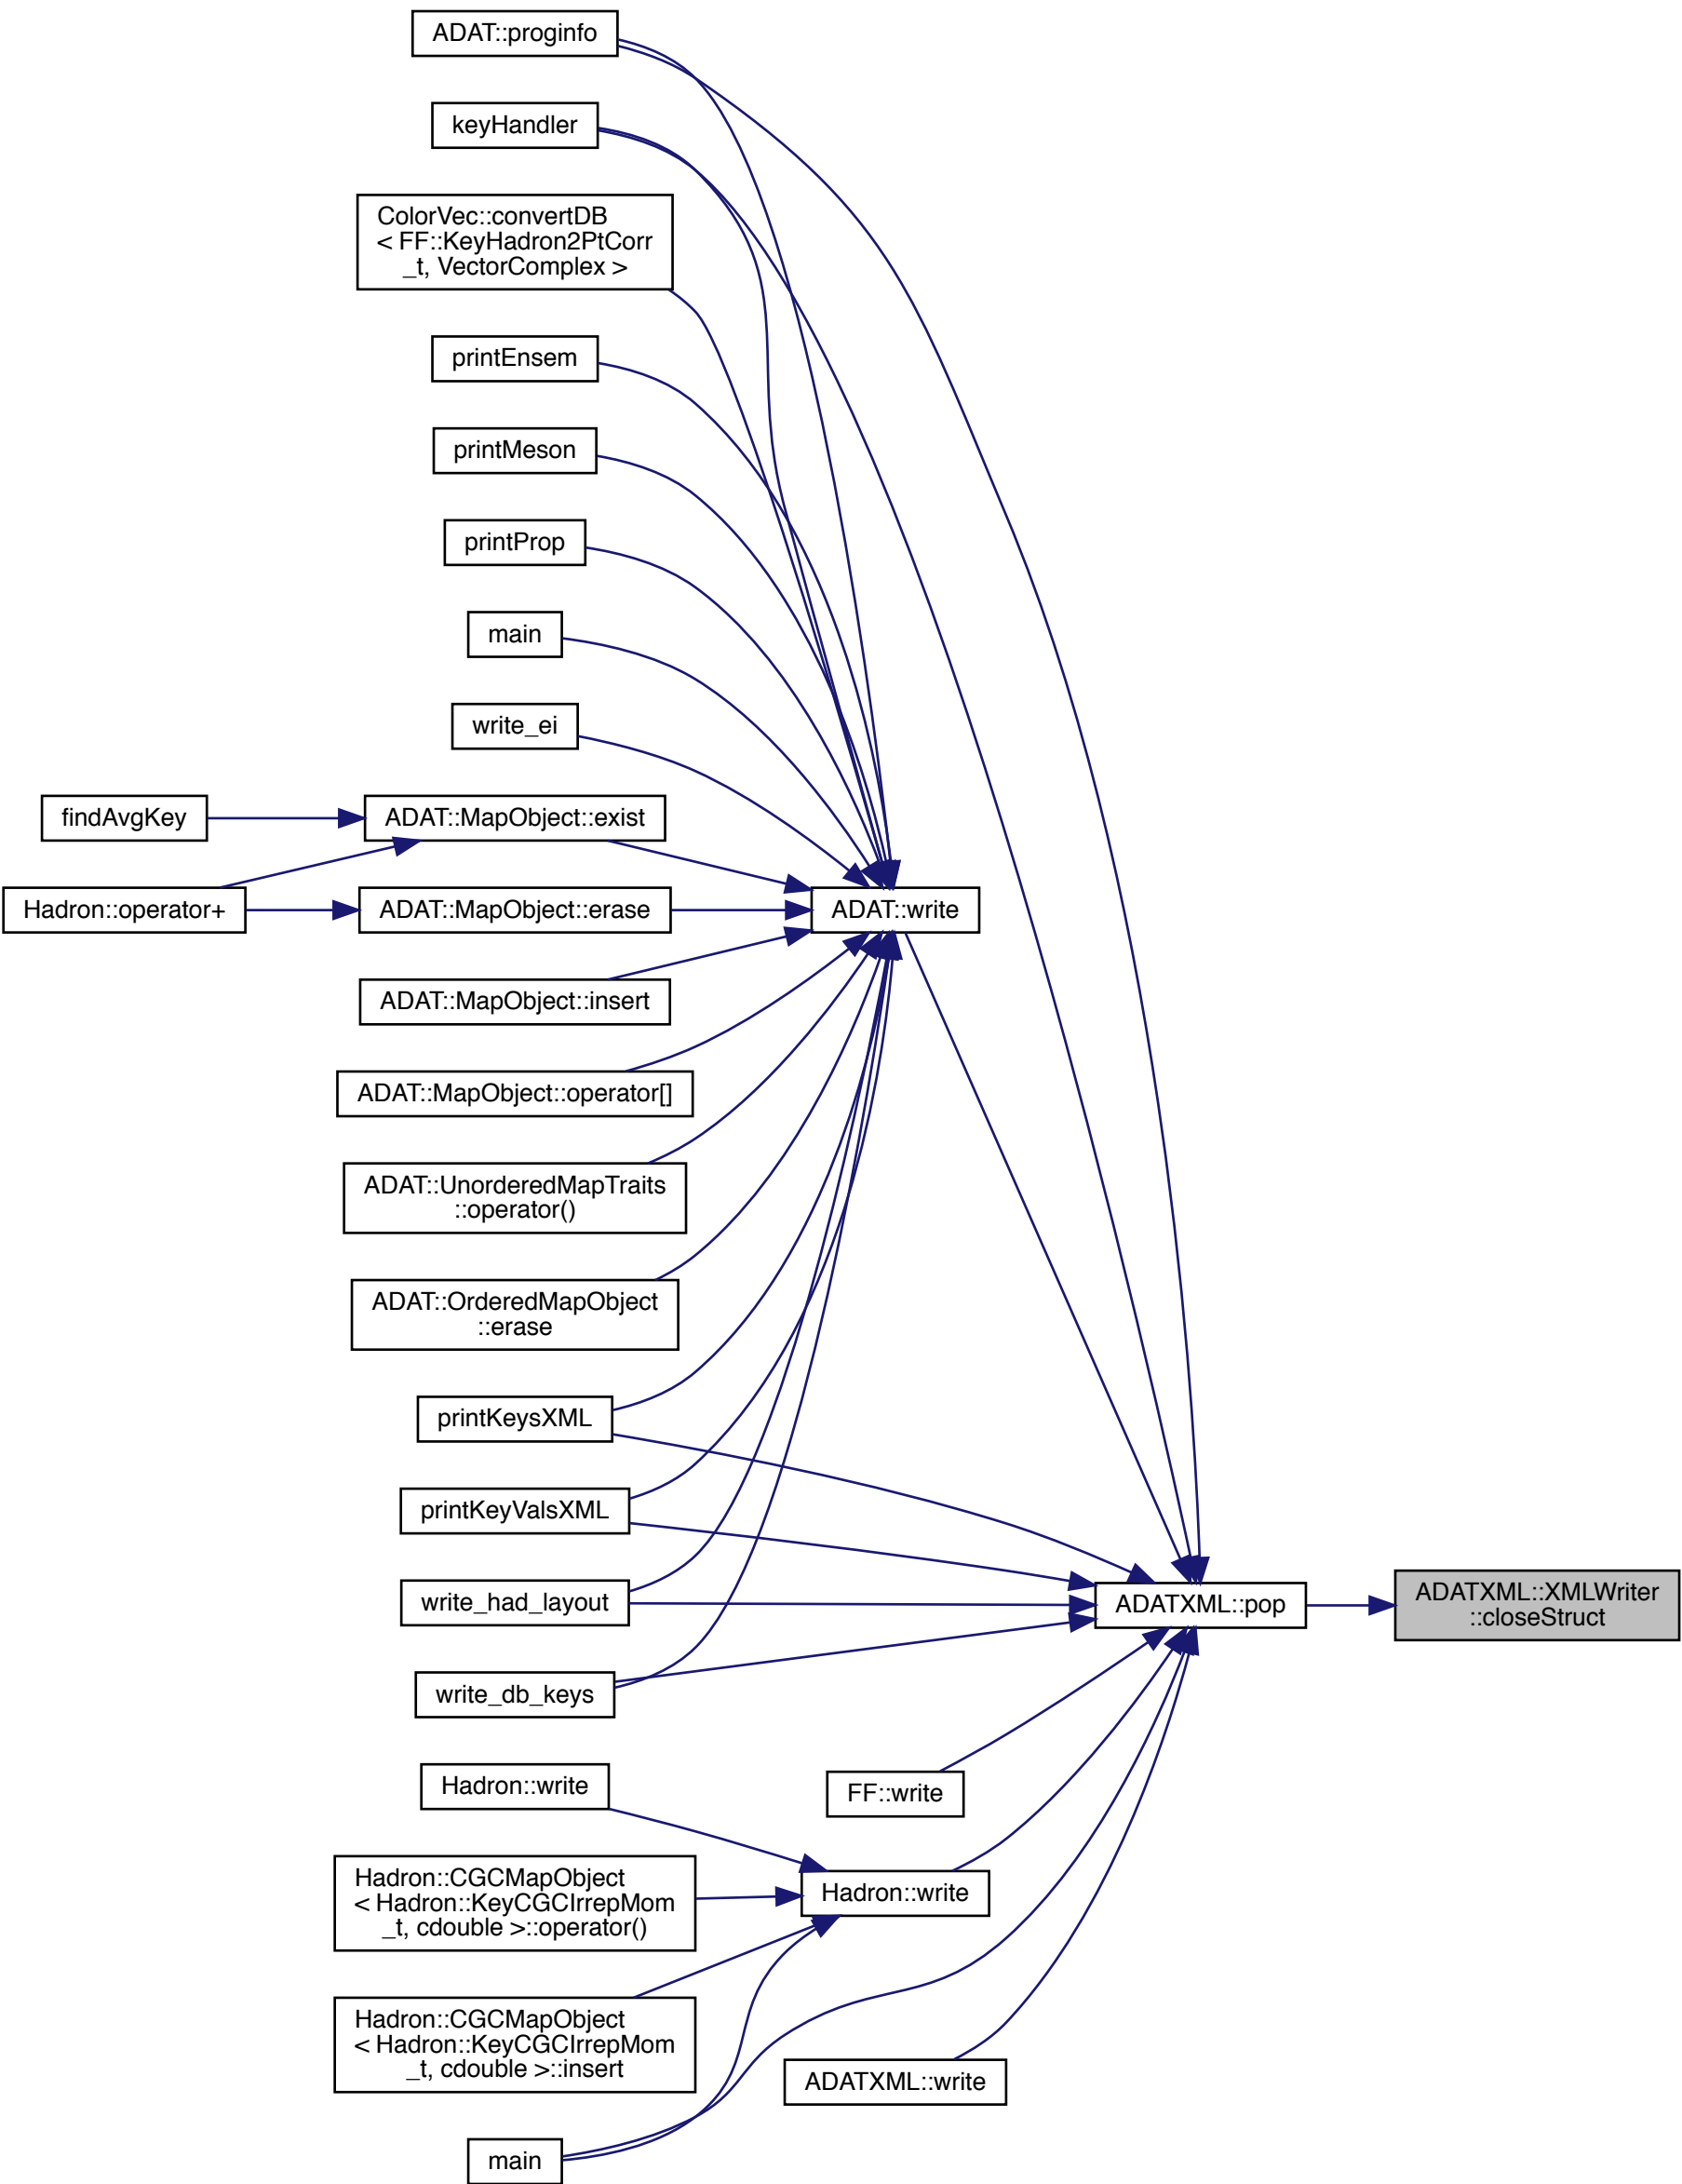 ADAT::proginfo
keyHandler
ColorVec::convertDB
< FF::KeyHadron2PtCorr
_t, VectorComplex >
printEnsem
printMeson
printProp
main
write_ei
findAvgKey
ADAT::MapObject::exist
Hadron::operator+
ADAT::MapObject::erase
ADAT::write
ADAT::MapObject::insert
ADAT::MapObject::operator[]
ADAT::UnorderedMapTraits
::operator()
ADAT::OrderedMapObject
::erase
printKeysXML
printKeyValsXML
write_had_layout
ADATXML::pop
ADATXML::XMLWriter
::closeStruct
write_db_keys
Hadron::write
FF::write
Hadron::CGCMapObject
< Hadron::KeyCGCIrrepMom
_t, cdouble >::operator()
Hadron::write
Hadron::CGCMapObject
< Hadron::KeyCGCIrrepMom
_t, cdouble >::insert
ADATXML::write
main